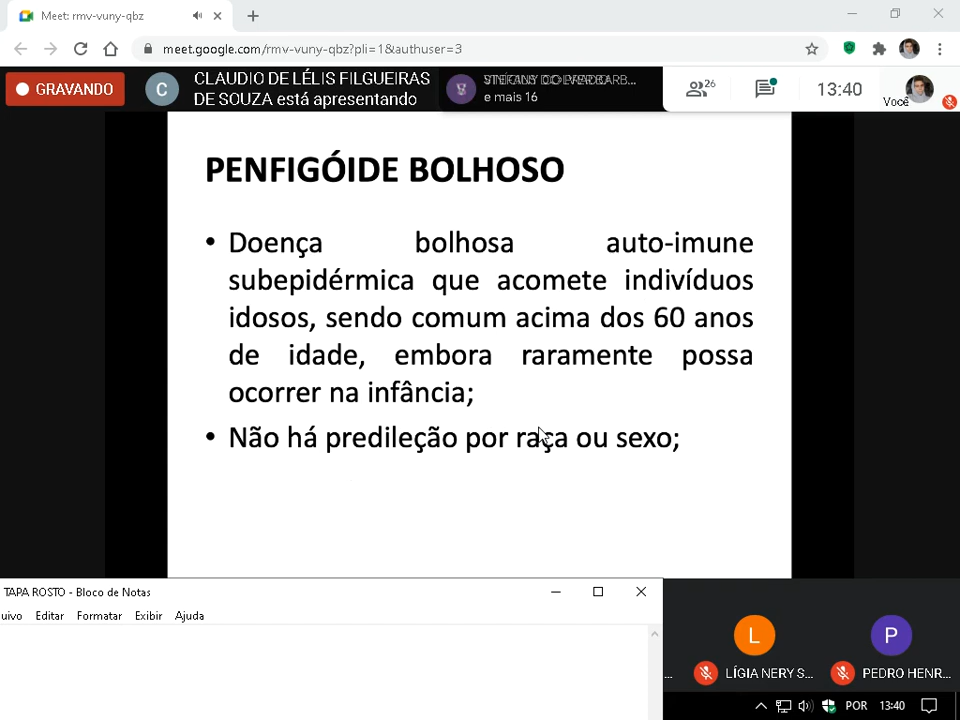 Meet: rmv-vuny-qbz
meet.google.com/rmv-vuny-qbz?pli=1&authuser=3
GRAVANDO
C
CLAUDIO DE LÉLIS FILGUEIRAS
DE SOUZA está apresentando
e mais 16
26
13:40
Você
PENFIGÓIDE BOLHOSO
• Doença bolhosa auto-imune
subepidérmica que acomete indivíduos
idosos, sendo comum acima dos 60 anos
de idade, embora raramente possa
ocorrer na infância;
• Não há predileção por raça ou sexo;
TAPA ROSTO - Bloco de Notas
uivo Editar Formatar Exibir Ajuda
L
P
... LÍGIA NERY S... PEDRO HENR...
POR 13:40